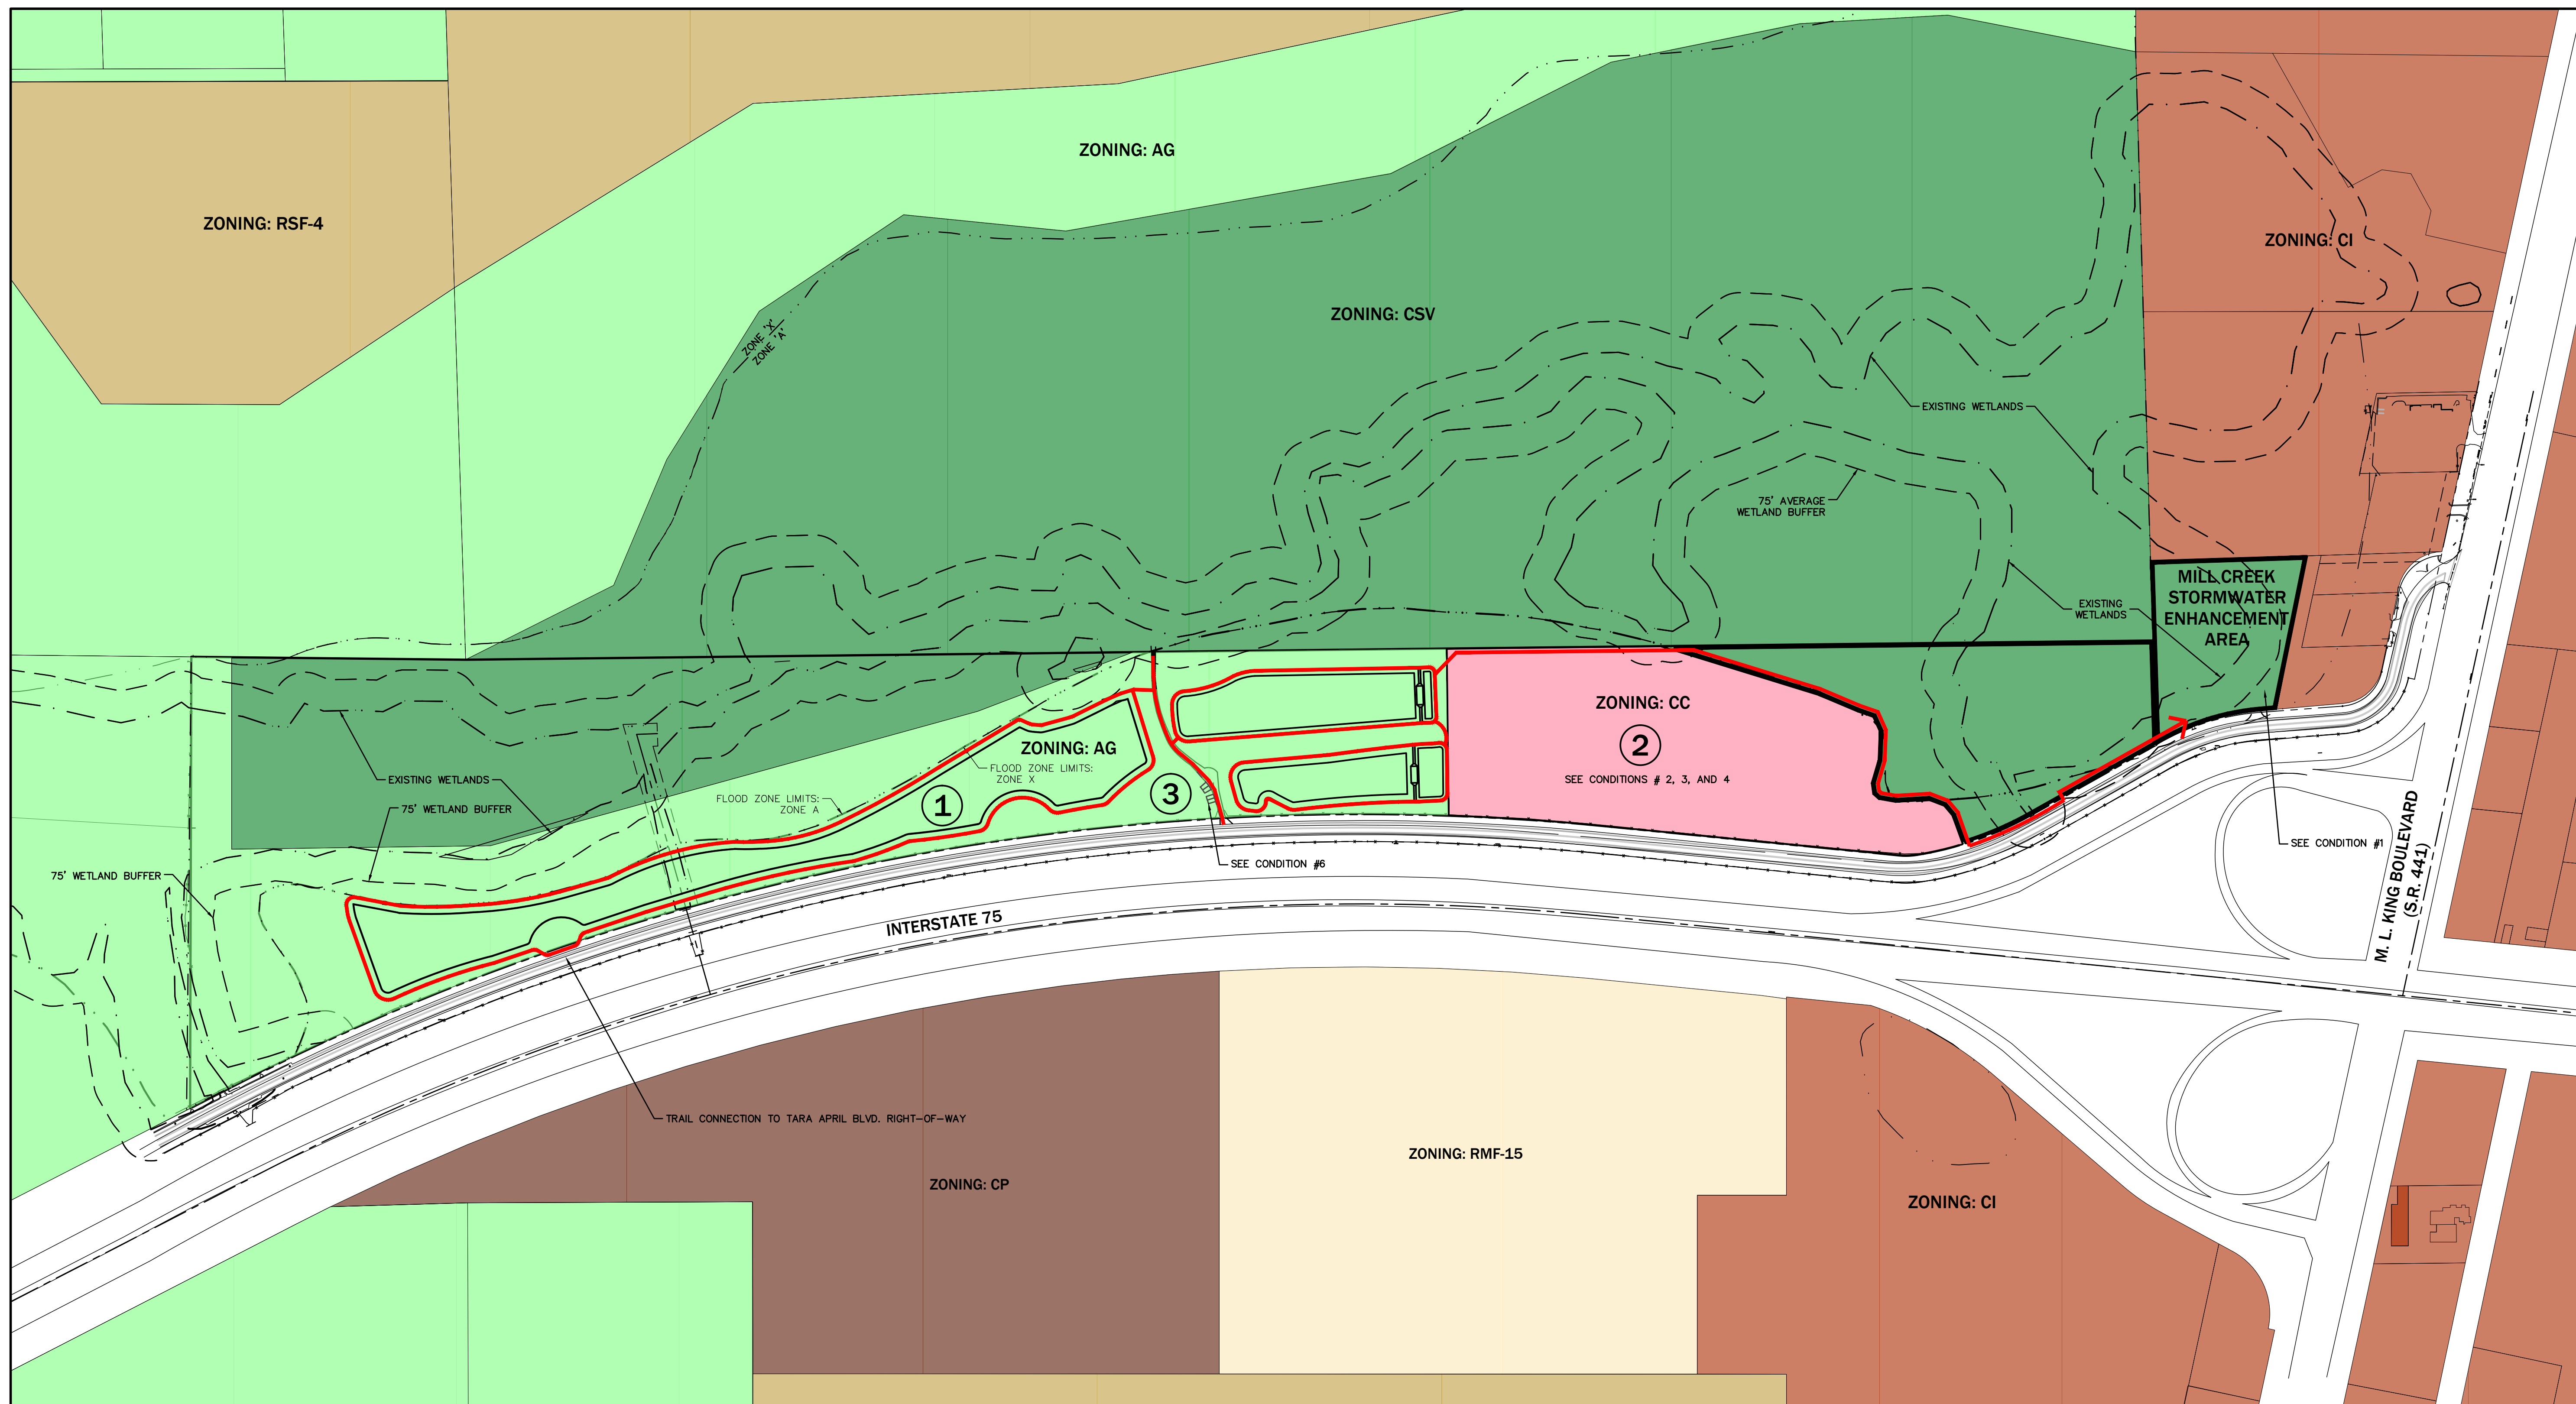 ZONING: AG
ZONING: RSF-4
ZONING: CI
ZONING: CSV
ZONE 'X'
ZONE 'A'
EXISTING WETLANDS
75' AVERAGE
WETLAND BUFFER
MILL CREEK
STORMWATER
ENHANCEMENT
AREA
EXISTING
WETLANDS
ZONING: CC
2
SEE CONDITIONS # 2, 3, AND 4
ZONING: AG
FLOOD ZONE LIMITS:
ZONE X
EXISTING WETLANDS
75' WETLAND BUFFER
FLOOD ZONE LIMITS:
ZONE A
1
3
SEE CONDITION #6
SEE CONDITION #1
75' WETLAND BUFFER
INTERSTATE 75
M. L. KING BOULEVARD
(S.R. 441)
TRAIL CONNECTION TO TARA APRIL BLVD. RIGHT-OF-WAY
ZONING: CP
ZONING: RMF-15
ZONING: CI